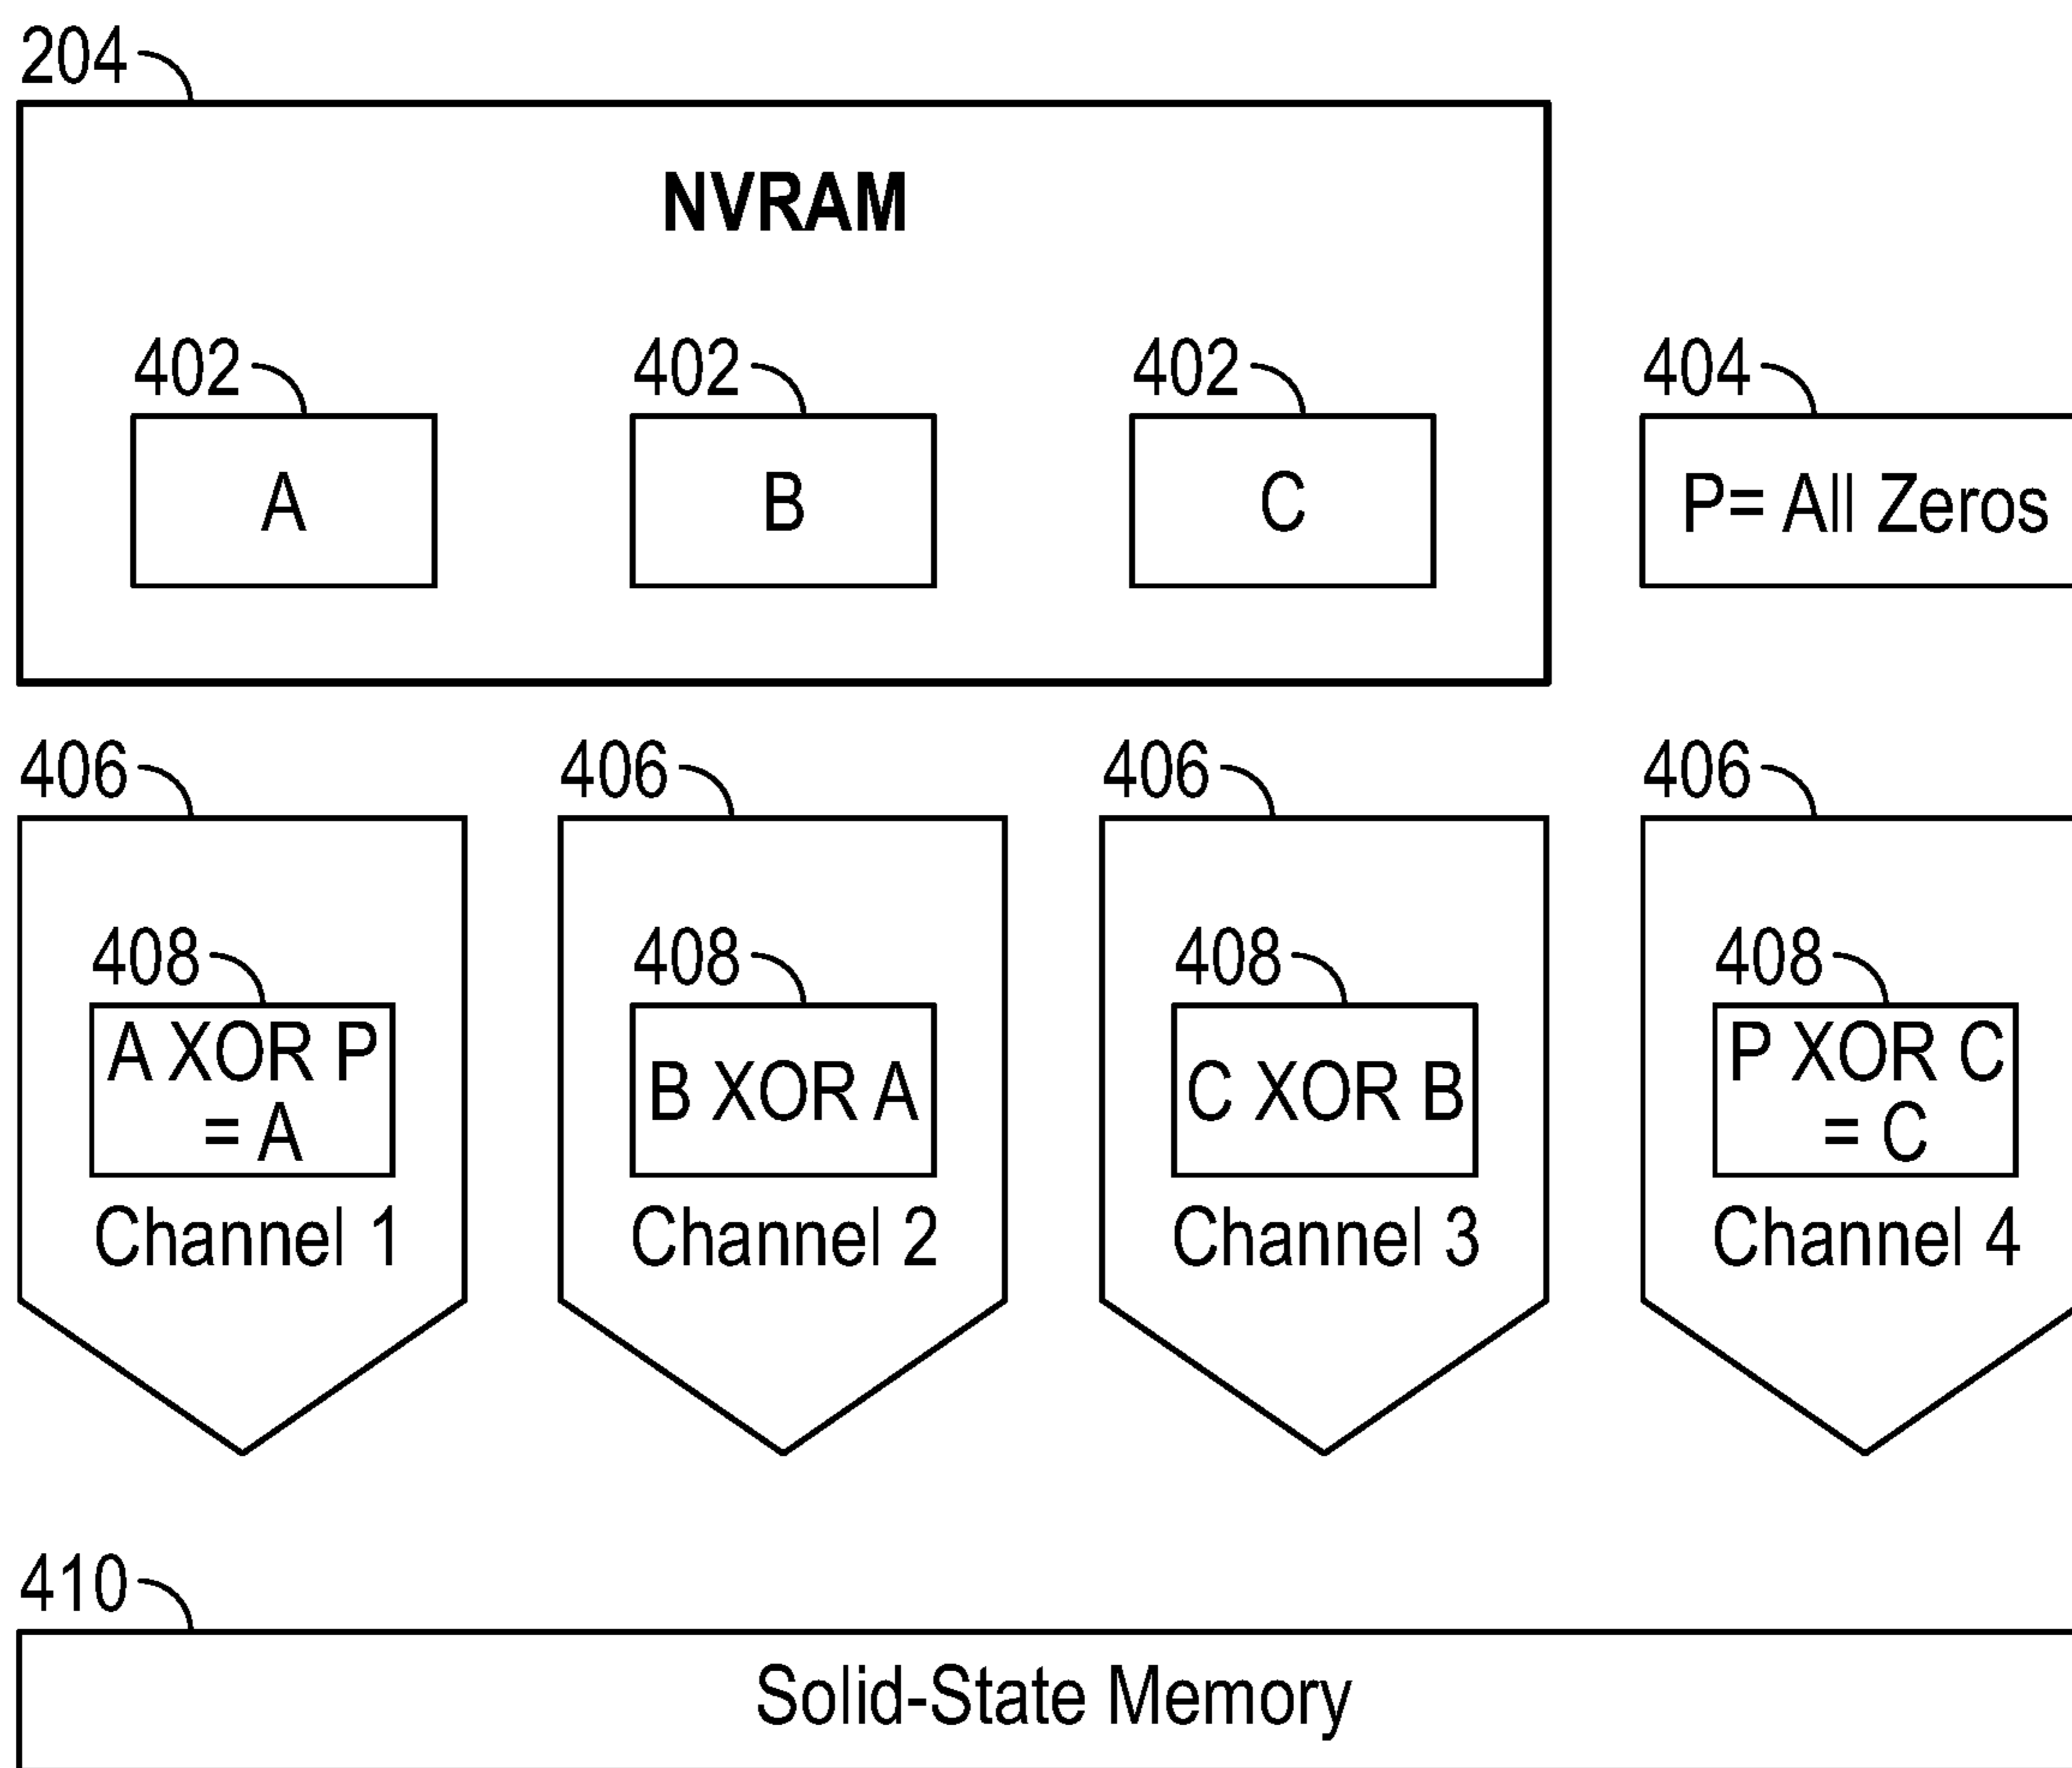 204
NVRAM
402 402 402 404
A B C P= All Zeros
406 406 406 406
408 408 408 408
A XOR P
= A
B XOR A
C XOR B
P XOR C
= C
Channel 1 Channel 2 Channel 3 Channel 4
410
Solid-State Memory